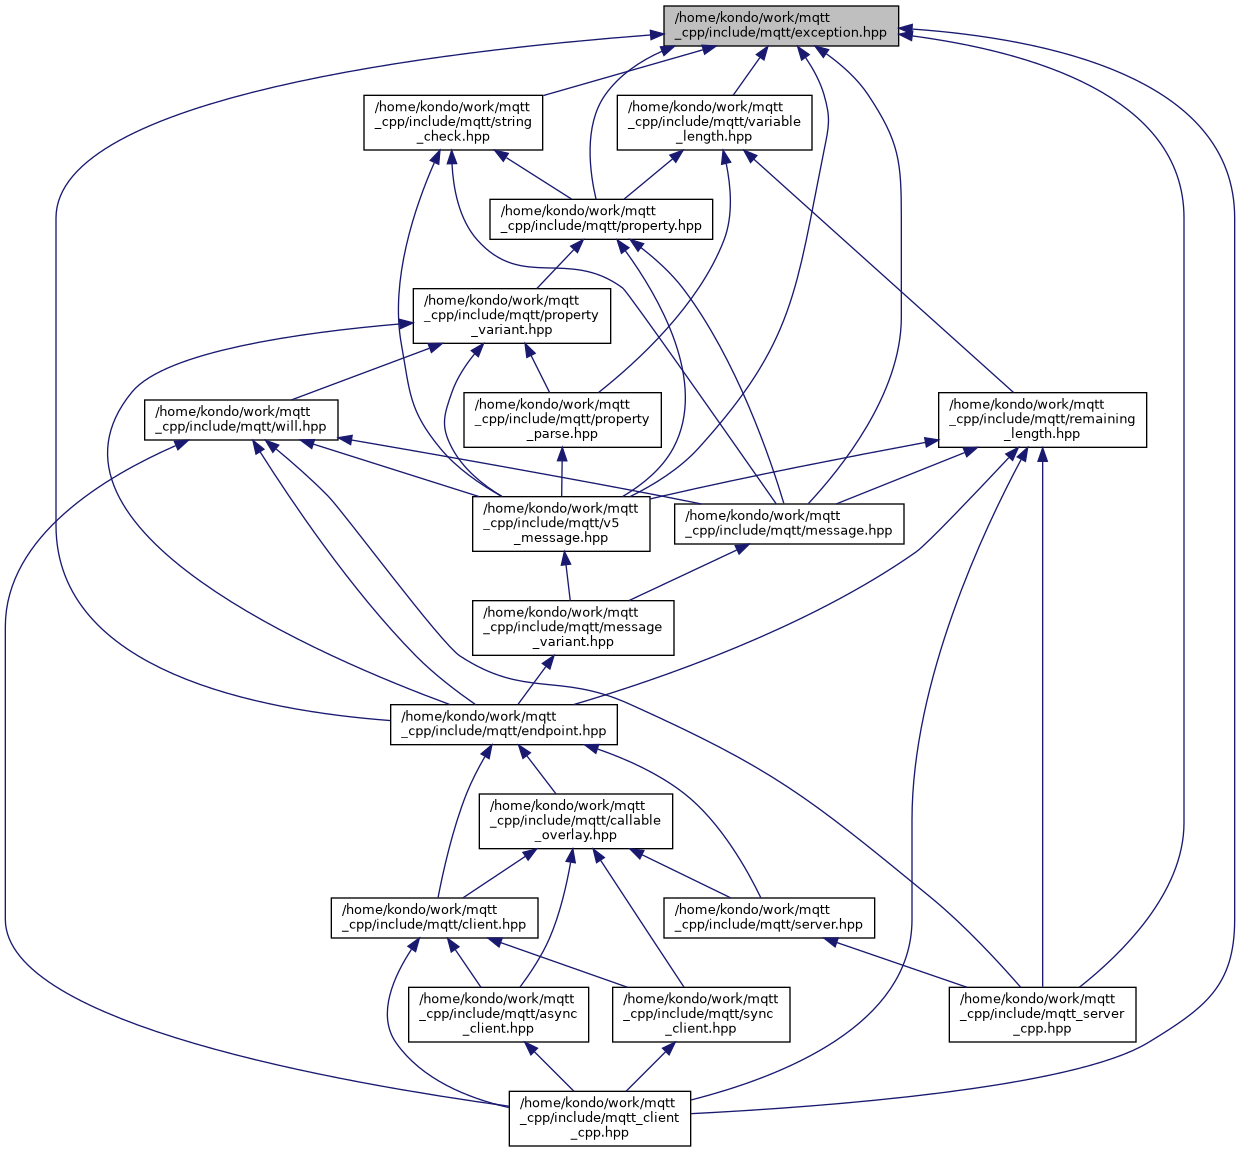 /home/kondo/work/mqtt
_cpp/include/mqtt/exception.hpp
/home/kondo/work/mqtt
_cpp/include/mqtt/string
_check.hpp
/home/kondo/work/mqtt
_cpp/include/mqtt/variable
_length.hpp
/home/kondo/work/mqtt
_cpp/include/mqtt/property.hpp
/home/kondo/work/mqtt
_cpp/include/mqtt/property
_variant.hpp
/home/kondo/work/mqtt
_cpp/include/mqtt/will.hpp
/home/kondo/work/mqtt
_cpp/include/mqtt/property
_parse.hpp
/home/kondo/work/mqtt
_cpp/include/mqtt/remaining
_length.hpp
/home/kondo/work/mqtt
_cpp/include/mqtt/v5
_message.hpp
/home/kondo/work/mqtt
_cpp/include/mqtt/message.hpp
/home/kondo/work/mqtt
_cpp/include/mqtt/message
_variant.hpp
/home/kondo/work/mqtt
_cpp/include/mqtt/endpoint.hpp
/home/kondo/work/mqtt
_cpp/include/mqtt/callable
_overlay.hpp
/home/kondo/work/mqtt
_cpp/include/mqtt/client.hpp
/home/kondo/work/mqtt
_cpp/include/mqtt/server.hpp
/home/kondo/work/mqtt
_cpp/include/mqtt/async
_client.hpp
/home/kondo/work/mqtt
_cpp/include/mqtt/sync
_client.hpp
/home/kondo/work/mqtt
_cpp/include/mqtt_server
_cpp.hpp
/home/kondo/work/mqtt
_cpp/include/mqtt_client
_cpp.hpp